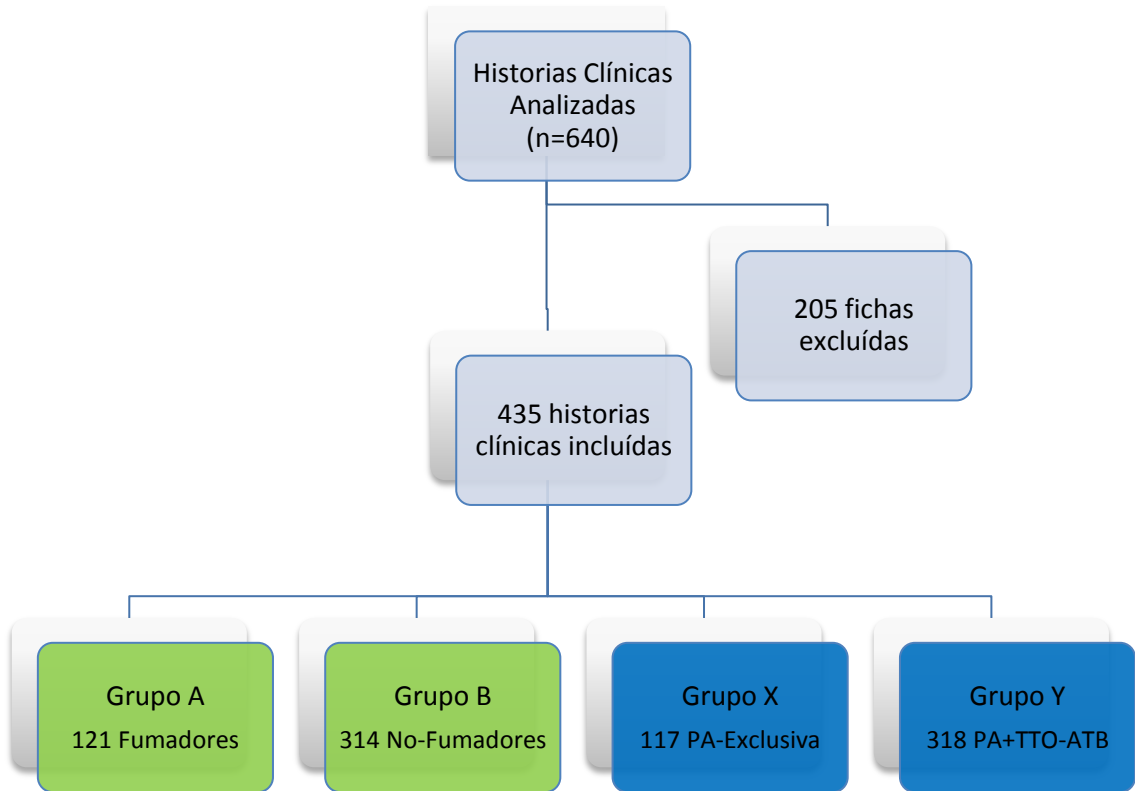 Historias Clínicas
Analizadas
(n=640)
205 fichas
excluídas
435 historias
clínicas incluídas
Grupo A
121 Fumadores
Grupo B
314 No-Fumadores
Grupo X
117 PA-Exclusiva
Grupo Y
318 PA+TTO-ATB